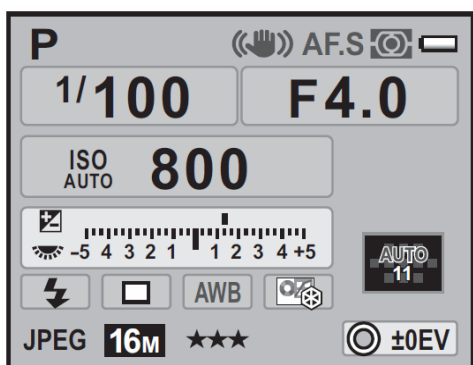 P AF.S
1/100 F4.0
ISO AUTO 800
-5 4 3 2 1 1 2 3 4 +5
AUTO 11
AWB
JPEG 16M ★★★ ±0EV